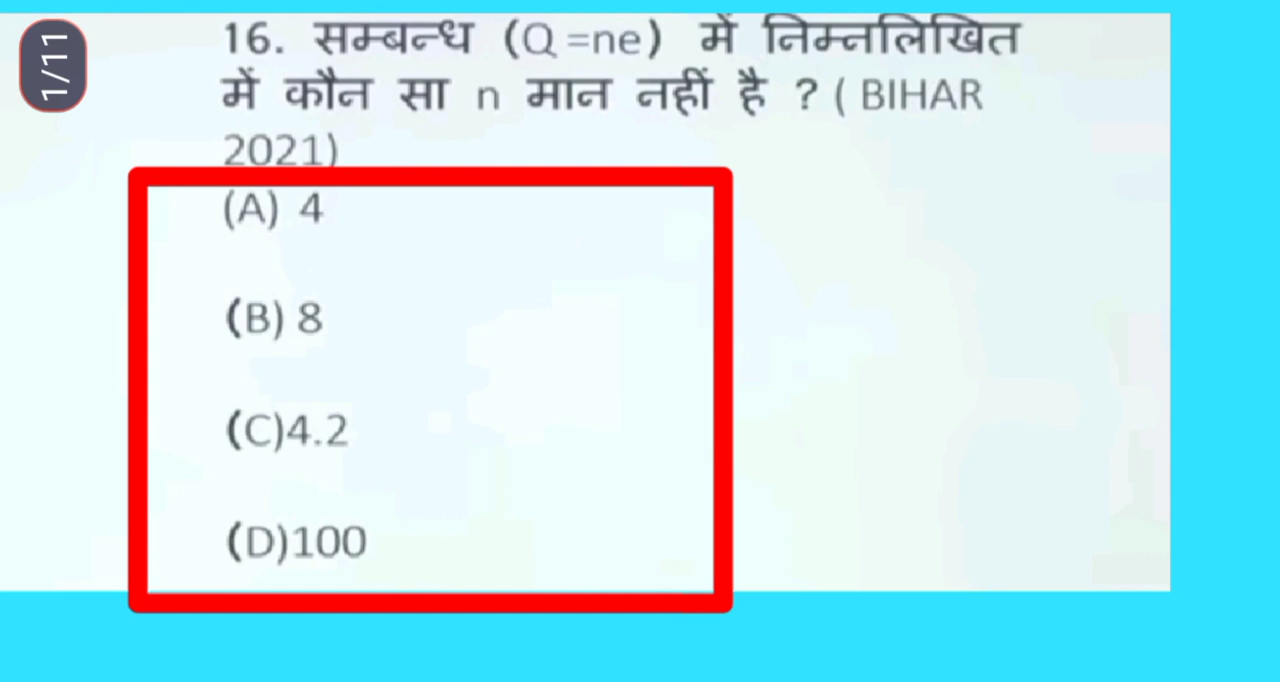 1/11
16. सम्बन्ध (Q =ne) में निम्नलिखित
में कौन सा n मान नहीं है ? ( BIHAR
2021)
(A) 4
(B) 8
(C)4.2
(D)100